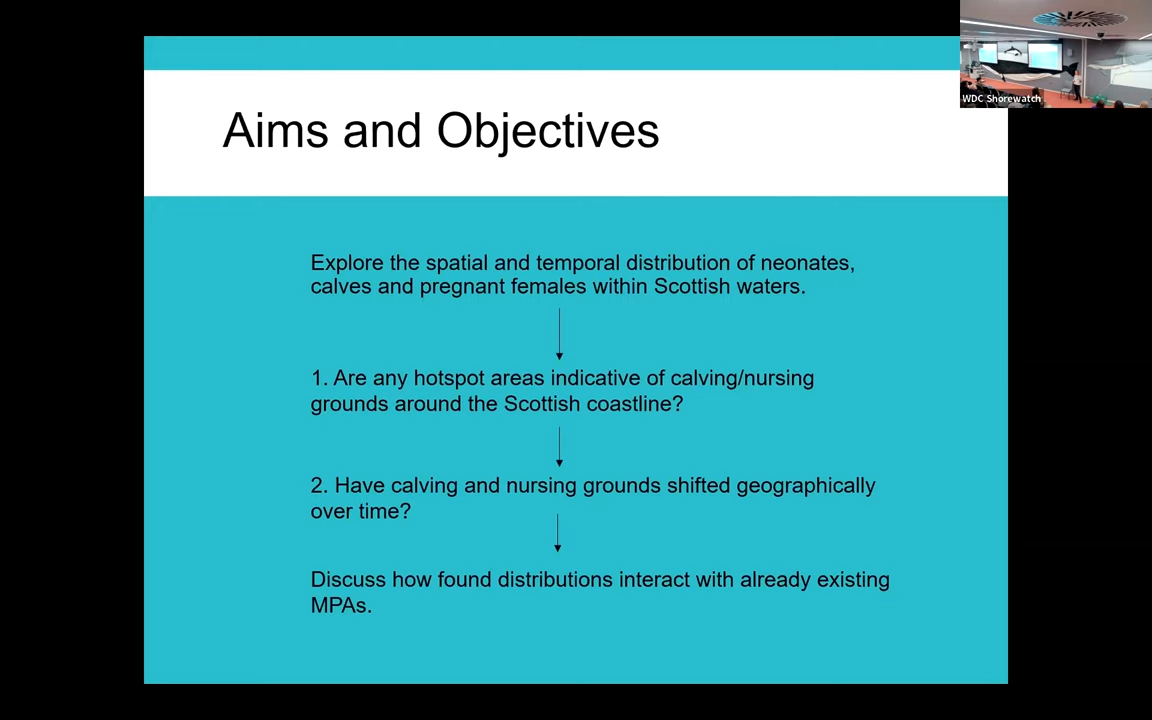 WDC Shorewatch
Aims and Objectives
Explore the spatial and temporal distribution of neonates,
calves and pregnant females within Scottish waters.
1. Are any hotspot areas indicative of calving/nursing
grounds around the Scottish coastline?
2. Have calving and nursing grounds shifted geographically
over time?
Discuss how found distributions interact with already existing
MPAs.